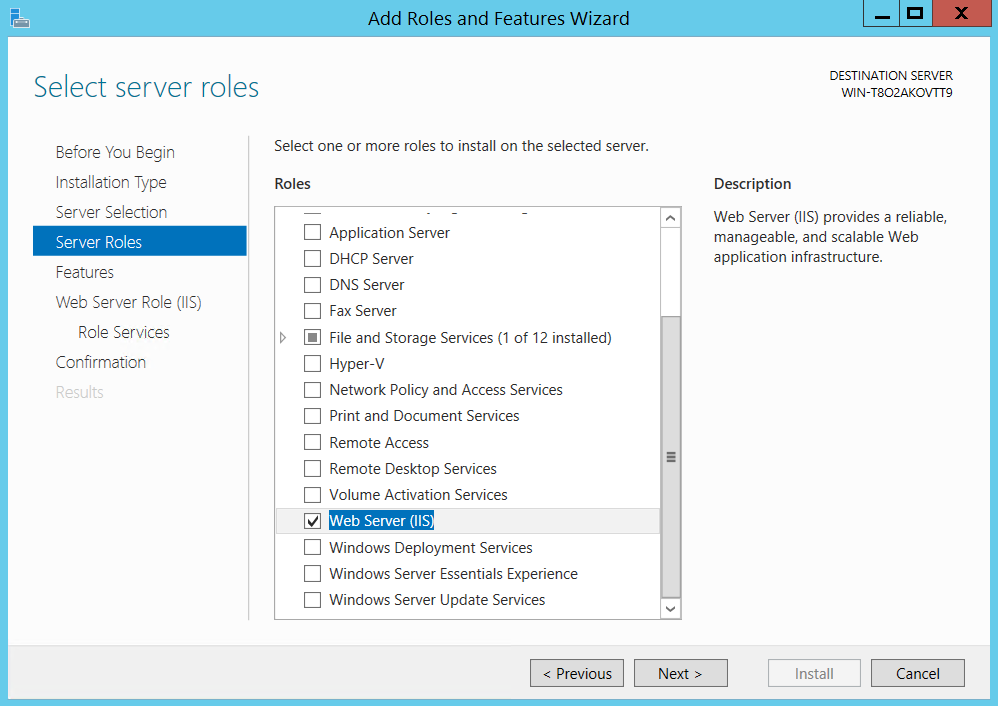 Add Roles and Features Wizard
Select server roles
DESTINATION SERVER
WIN-T8O2AKOVTT9
Before You Begin
Installation Type
Server Selection
Server Roles
Features
Web Server Role (IIS)
Role Services
Confirmation
Results
Select one or more roles to install on the selected server.
Roles
Application Server
DHCP Server
DNS Server
Fax Server
File and Storage Services (1 of 12 installed)
Hyper-V
Network Policy and Access Services
Print and Document Services
Remote Access
Remote Desktop Services
Volume Activation Services
Web Server (IIS)
Windows Deployment Services
Windows Server Essentials Experience
Windows Server Update Services
Description
Web Server (IIS) provides a reliable,
manageable, and scalable Web
application infrastructure.
< Previous
Next >
Install
Cancel